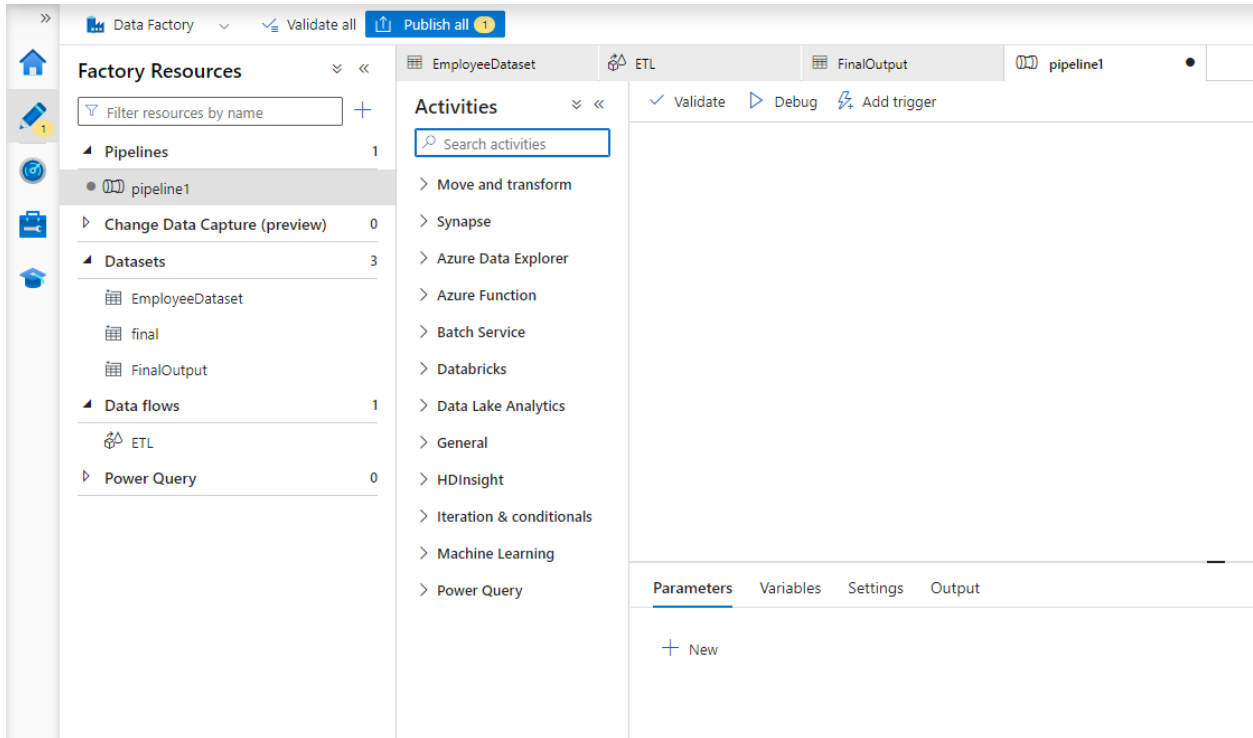 Data Factory
Validate all
Publish all 1
1
Factory Resources
Filter resources by name
Pipelines 1
pipeline1
Change Data Capture (preview) 0
Datasets 3
EmployeeDataset
final
FinalOutput
Data flows 1
ETL
Power Query 0
EmployeeDataset
ETL
FinalOutput
pipeline1
Activities
Search activities
Move and transform
Synapse
Azure Data Explorer
Azure Function
Batch Service
Databricks
Data Lake Analytics
General
HDInsight
Iteration & conditionals
Machine Learning
Power Query
Validate
Debug
Add trigger
Parameters
Variables
Settings
Output
New